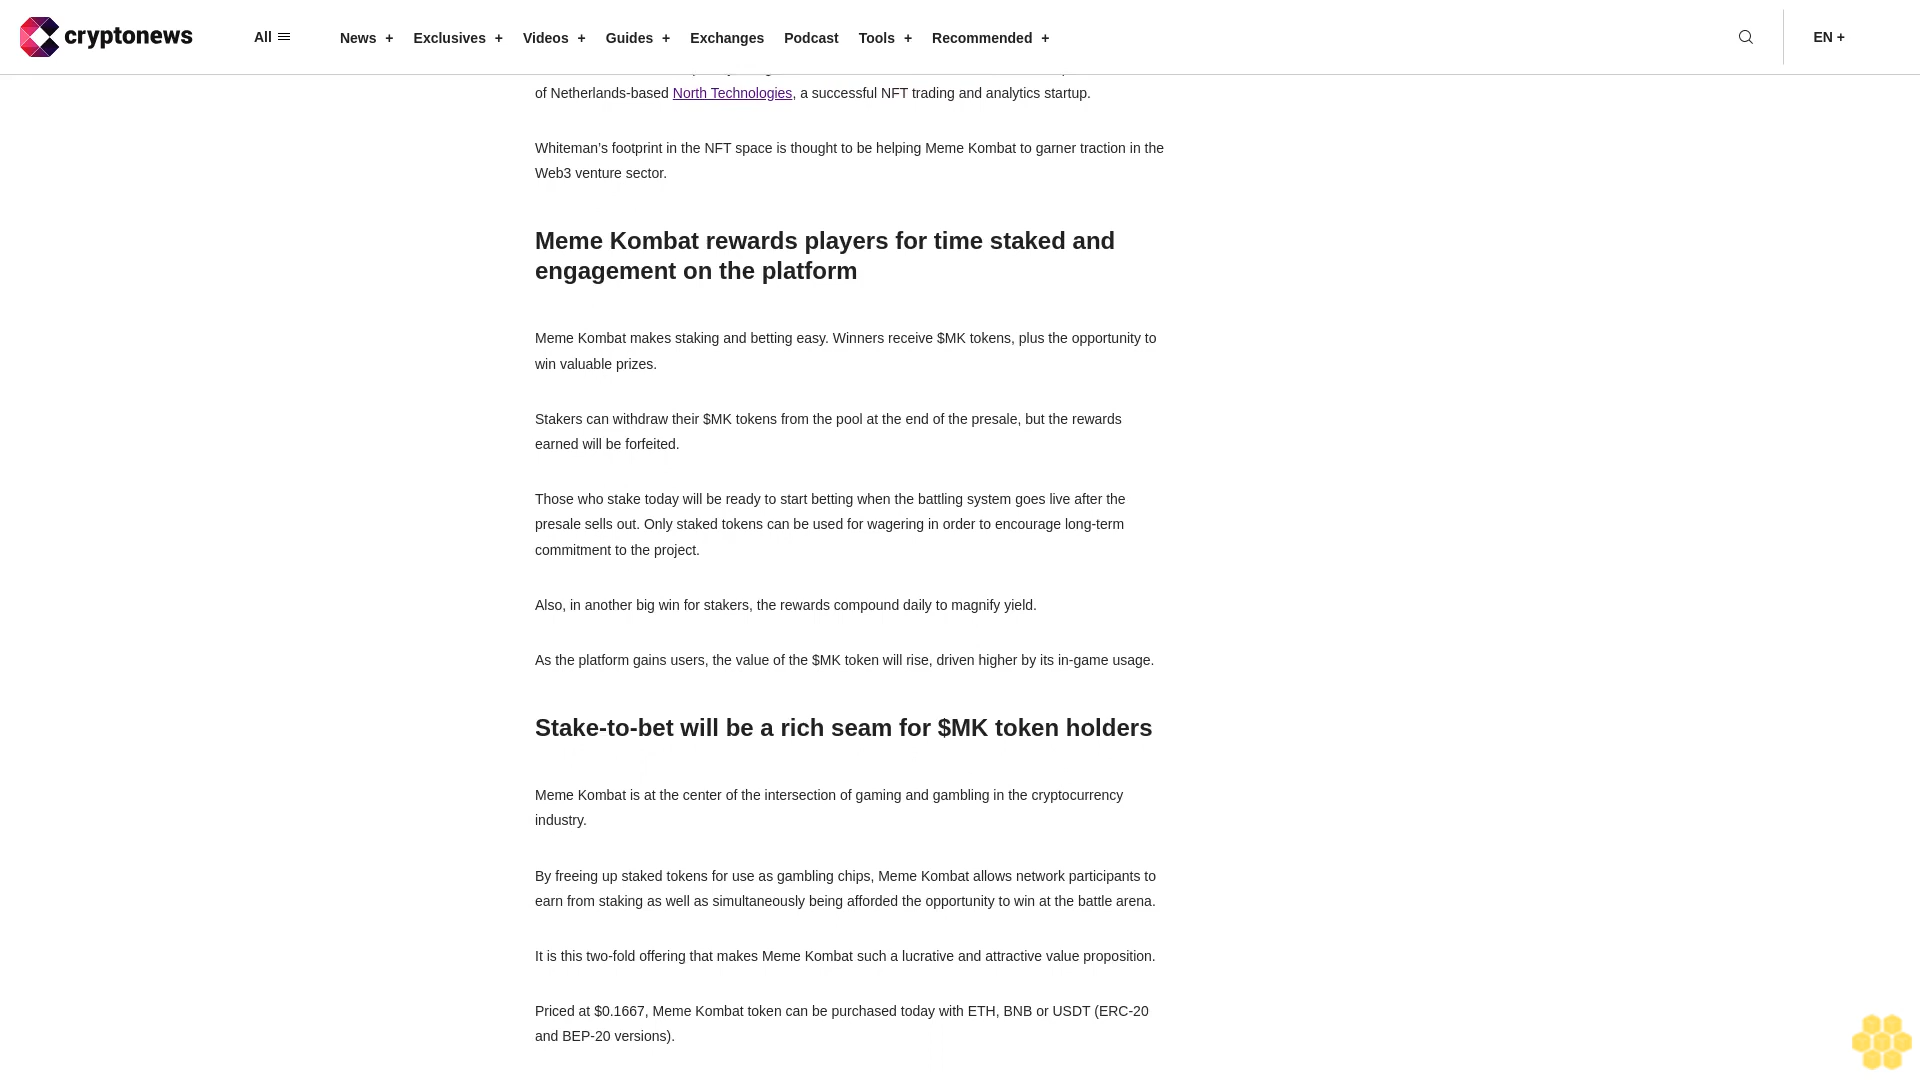 cryptonews
All
News +
Exclusives +
Videos +
Guides +
Exchanges
Podcast
Tools +
Recommended +
EN +
of Netherlands-based North Technologies, a successful NFT trading and analytics startup.
Whiteman’s footprint in the NFT space is thought to be helping Meme Kombat to garner traction in the
Web3 venture sector.
Meme Kombat rewards players for time staked and
engagement on the platform
Meme Kombat makes staking and betting easy. Winners receive $MK tokens, plus the opportunity to
win valuable prizes.
Stakers can withdraw their $MK tokens from the pool at the end of the presale, but the rewards
earned will be forfeited.
Those who stake today will be ready to start betting when the battling system goes live after the
presale sells out. Only staked tokens can be used for wagering in order to encourage long-term
commitment to the project.
Also, in another big win for stakers, the rewards compound daily to magnify yield.
As the platform gains users, the value of the $MK token will rise, driven higher by its in-game usage.
Stake-to-bet will be a rich seam for $MK token holders
Meme Kombat is at the center of the intersection of gaming and gambling in the cryptocurrency
industry.
By freeing up staked tokens for use as gambling chips, Meme Kombat allows network participants to
earn from staking as well as simultaneously being afforded the opportunity to win at the battle arena.
It is this two-fold offering that makes Meme Kombat such a lucrative and attractive value proposition.
Priced at $0.1667, Meme Kombat token can be purchased today with ETH, BNB or USDT (ERC-20
and BEP-20 versions).